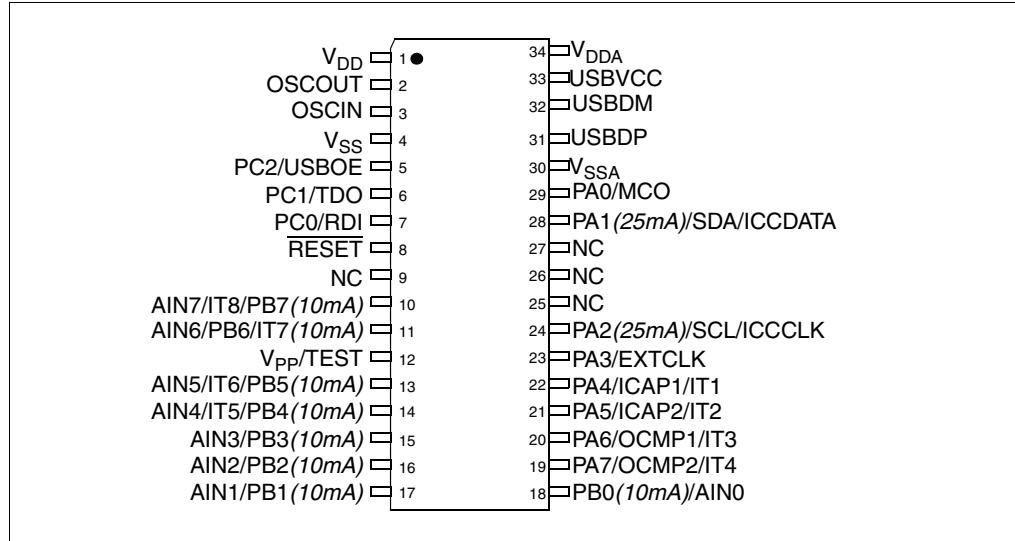 VDD 1 34 VDDA
OSCOUT 2 33 USBVCC
OSCIN 3 32 USBDM
VSS 4 31 USBDP
PC2/USBOE 5 30 VSSA
PC1/TDO 6 29 PA0/MCO
PC0/RDI 7 28 PA1(25mA)/SDA/ICCDATA
RESET 8 27 NC
NC 9 26 NC
AIN7/IT8/PB7(10mA) 10 25 NC
AIN6/PB6/IT7(10mA) 11 24 PA2(25mA)/SCL/ICCCLK
VPP/TEST 12 23 PA3/EXTCLK
AIN5/IT6/PB5(10mA) 13 22 PA4/ICAP1/IT1
AIN4/IT5/PB4(10mA) 14 21 PA5/ICAP2/IT2
AIN3/PB3(10mA) 15 20 PA6/OCMP1/IT3
AIN2/PB2(10mA) 16 19 PA7/OCMP2/IT4
AIN1/PB1(10mA) 17 18 PB0(10mA)/AIN0